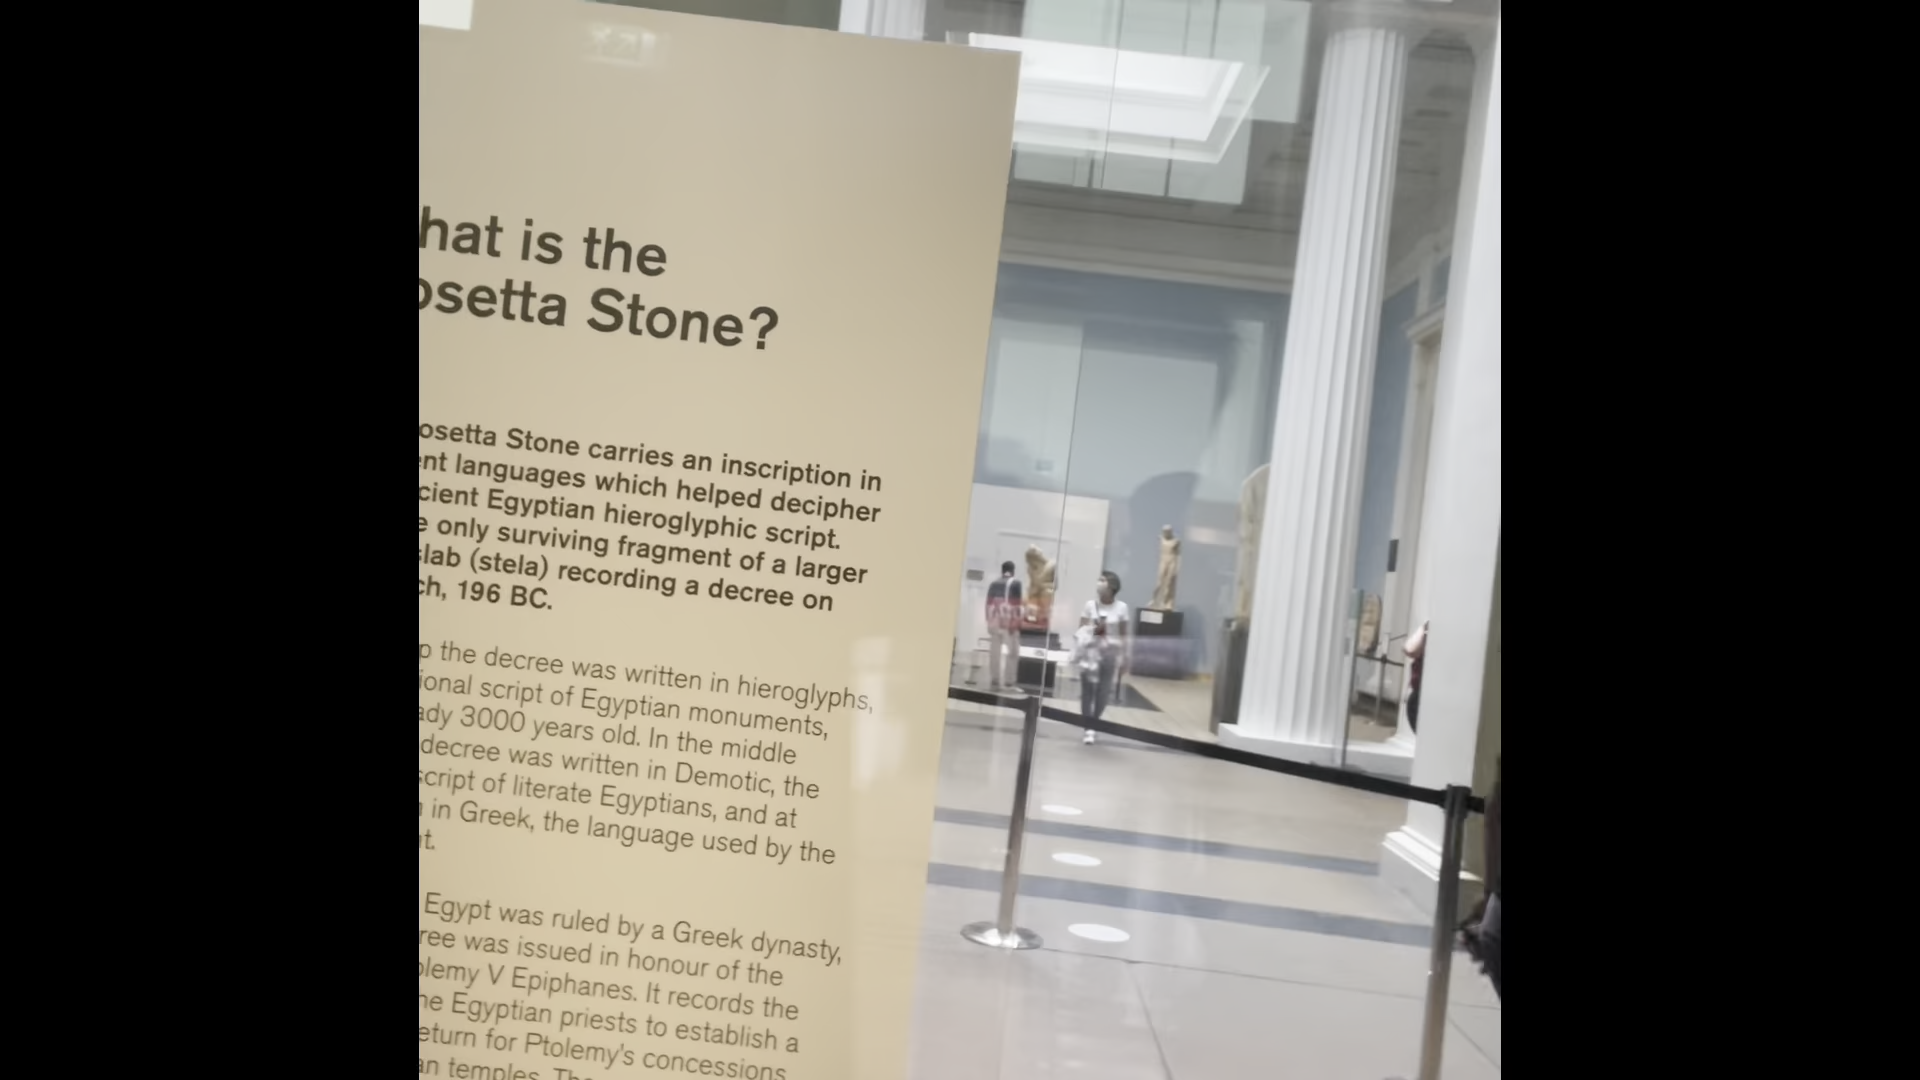 hat is the
osetta Stone?
osetta Stone carries an inscription in
ent languages which helped decipher
cient Egyptian hieroglyphic script.
e only surviving fragment of a larger
slab (stela) recording a decree on
ch, 196 BC.
p the decree was written in hieroglyphs,
ional script of Egyptian monuments,
ady 3000 years old. In the middle
decree was written in Demotic, the
script of literate Egyptians, and at
in Greek, the language used by the
t.
Egypt was ruled by a Greek dynasty,
ree was issued in honour of the
olemy V Epiphanes. It records the
he Egyptian priests to establish a
eturn for Ptolemy's concessions
an temples.